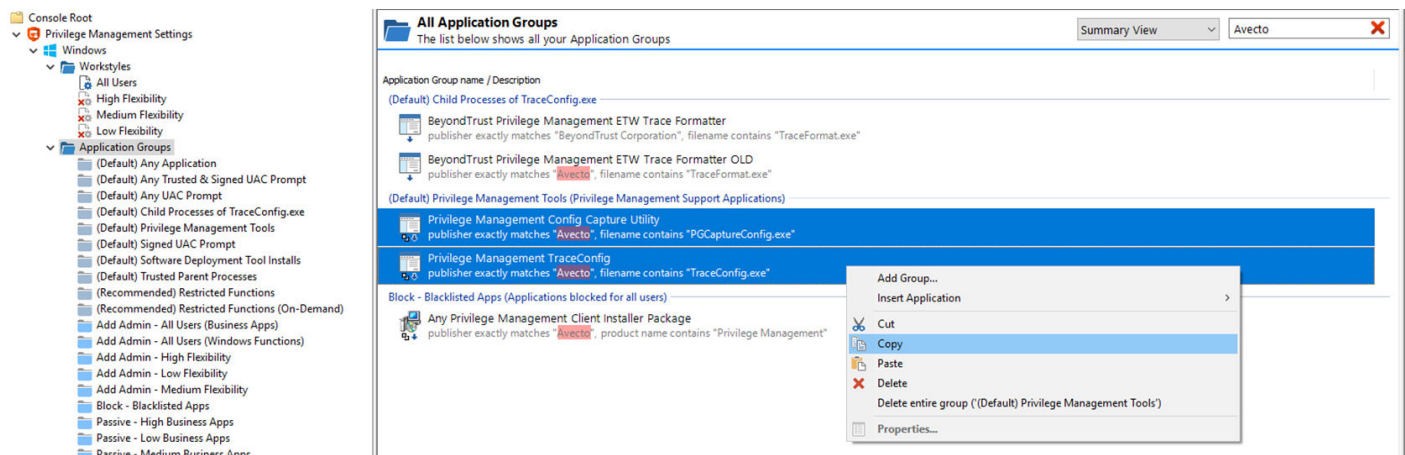 Console Root
Privilege Management Settings
Windows
Workstyles
All Users
High Flexibility
Medium Flexibility
Low Flexibility
Application Groups
(Default) Any Application
(Default) Any Trusted & Signed UAC Prompt
(Default) Any UAC Prompt
(Default) Child Processes of TraceConfig.exe
(Default) Privilege Management Tools
(Default) Signed UAC Prompt
(Default) Software Deployment Tool Installs
(Default) Trusted Parent Processes
(Recommended) Restricted Functions
(Recommended) Restricted Functions (On-Demand)
Add Admin - All Users (Business Apps)
Add Admin - All Users (Windows Functions)
Add Admin - High Flexibility
Add Admin - Low Flexibility
Add Admin - Medium Flexibility
Block - Blacklisted Apps
Passive - High Business Apps
Passive - Low Business Apps
Passive - Medium Business Apps
All Application Groups
The list below shows all your Application Groups
Summary View
Avecto
Application Group name / Description
(Default) Child Processes of TraceConfig.exe
BeyondTrust Privilege Management ETW Trace Formatter
publisher exactly matches "BeyondTrust Corporation", filename contains "TraceFormat.exe"
BeyondTrust Privilege Management ETW Trace Formatter OLD
publisher exactly matches "Avecto", filename contains "TraceFormat.exe"
(Default) Privilege Management Tools (Privilege Management Support Applications)
Privilege Management Config Capture Utility
publisher exactly matches "Avecto", filename contains "PGCaptureConfig.exe"
Privilege Management TraceConfig
publisher exactly matches "Avecto", filename contains "TraceConfig.exe"
Block - Blacklisted Apps (Applications blocked for all users)
Any Privilege Management Client Installer Package
publisher exactly matches "Avecto", product name contains "Privilege Management"
Add Group...
Insert Application
Cut
Copy
Paste
Delete
Delete entire group ('(Default) Privilege Management Tools')
Properties...